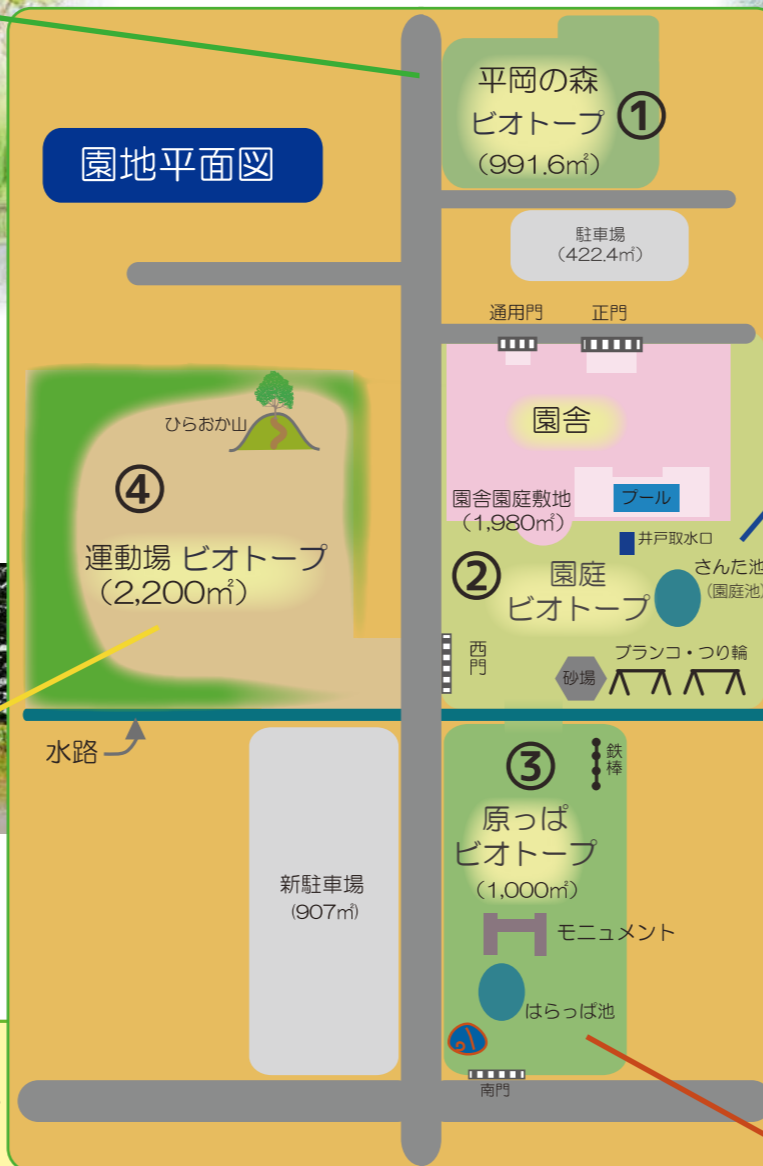 園地平面図
平岡の森
ビオトープ
①
(991.6㎡)
駐車場
(422.4㎡)
通用門
正門
園舎
ひらおか山
④
運動場 ビオトープ
(2,200㎡)
園舎園庭敷地
(1,980㎡)
プール
井戸取水口
②
園庭
ビオトープ
さんた池
(園庭池)
西門
砂場
ブランコ・つり輪
水路
③
鉄棒
原っぱ
ビオトープ
(1,000㎡)
新駐車場
(907㎡)
モニュメント
はらっぱ池
南門